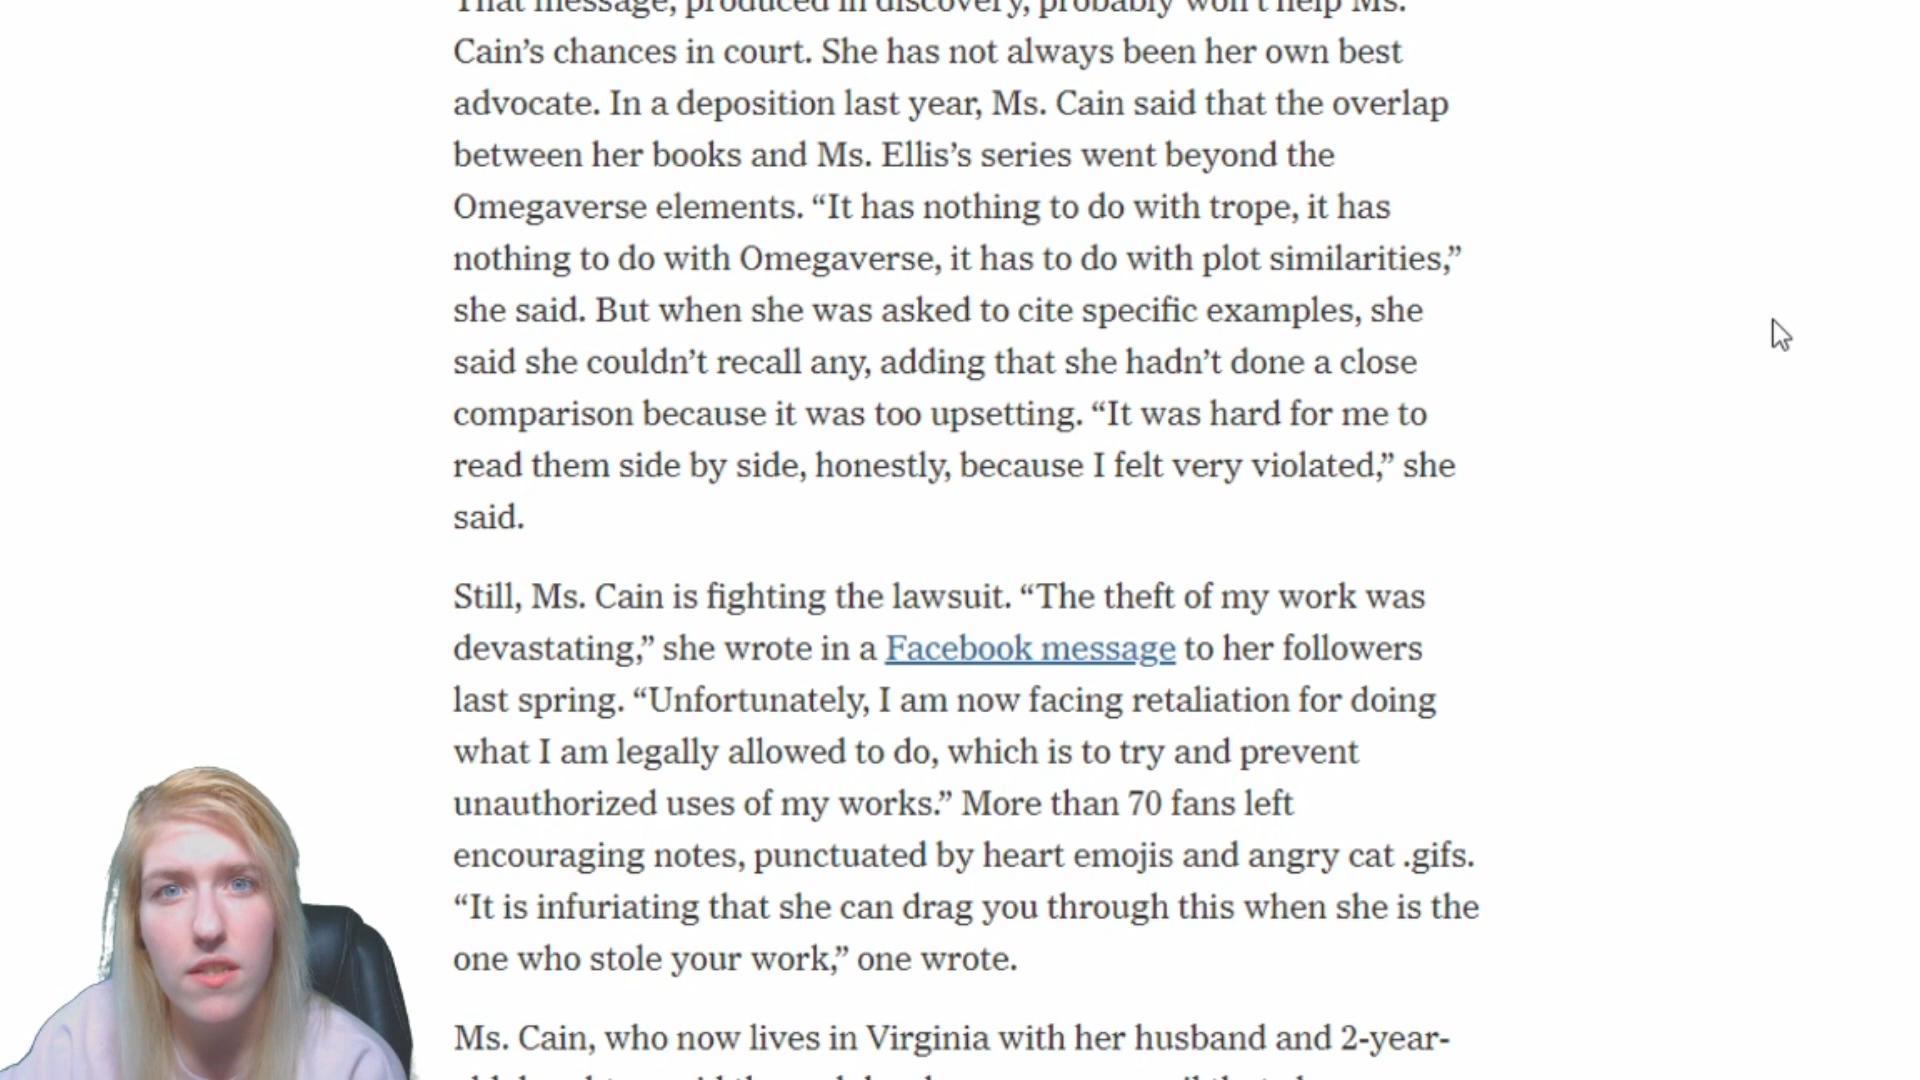 That message, produced in discovery, probably won't help Ms.
Cain’s chances in court. She has not always been her own best
advocate. In a deposition last year, Ms. Cain said that the overlap
between her books and Ms. Ellis’s series went beyond the
Omegaverse elements. “It has nothing to do with trope, it has
nothing to do with Omegaverse, it has to do with plot similarities,”
she said. But when she was asked to cite specific examples, she
said she couldn’t recall any, adding that she hadn’t done a close
comparison because it was too upsetting. “It was hard for me to
read them side by side, honestly, because I felt very violated,” she
said.
Still, Ms. Cain is fighting the lawsuit. “The theft of my work was
devastating,” she wrote in a Facebook message to her followers
last spring. “Unfortunately, I am now facing retaliation for doing
what I am legally allowed to do, which is to try and prevent
unauthorized uses of my works.” More than 70 fans left
encouraging notes, punctuated by heart emojis and angry cat .gifs.
“It is infuriating that she can drag you through this when she is the
one who stole your work,” one wrote.
Ms. Cain, who now lives in Virginia with her husband and 2-year-